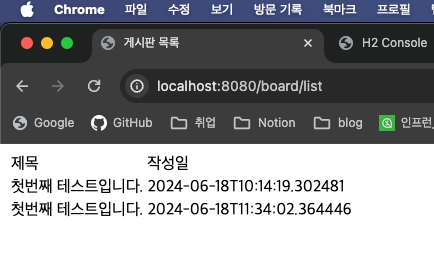 Chrome 파일 수정 보기 방문 기록 북마크 프로필
게시판 목록 H2 Console
localhost:8080/board/list
Google GitHub 취업 Notion blog 인프런
제목 작성일
첫번째 테스트입니다. 2024-06-18T10:14:19.302481
첫번째 테스트입니다. 2024-06-18T11:34:02.364446